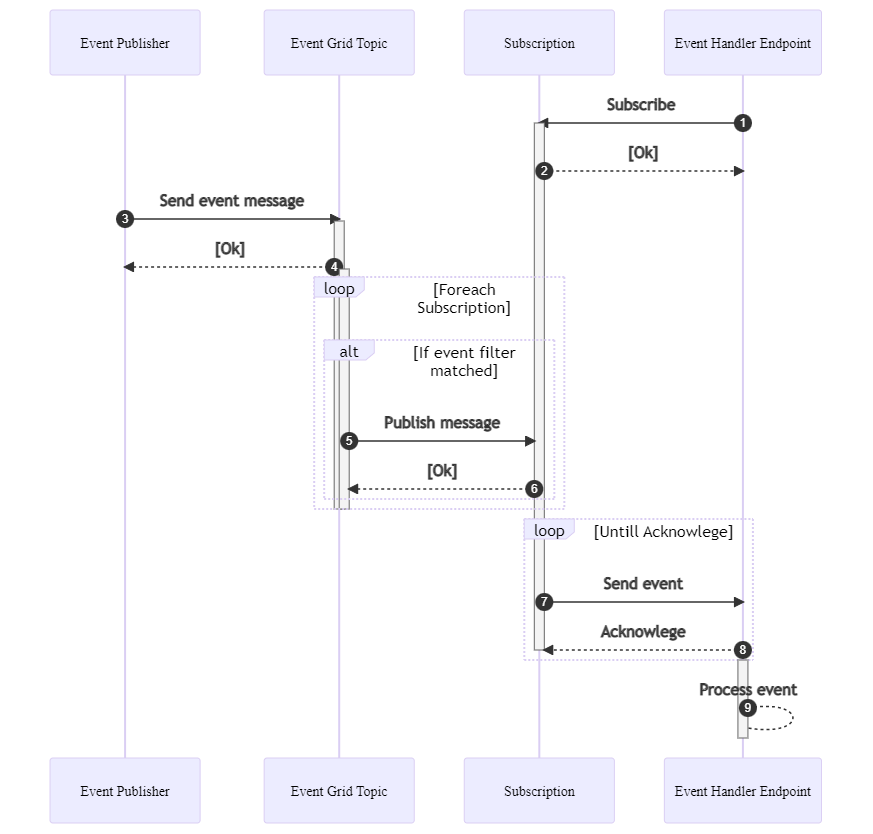 Event Publisher
Event Grid Topic
Subscription
Event Handler Endpoint
Subscribe
1
[Ok]
2
Send event message
3
[Ok]
4
loop
[Foreach
Subscription]
alt
[If event filter
matched]
Publish message
5
[Ok]
6
loop
[Untill Acknowlege]
Send event
7
Acknowlege
8
Process event
9
Event Publisher
Event Grid Topic
Subscription
Event Handler Endpoint